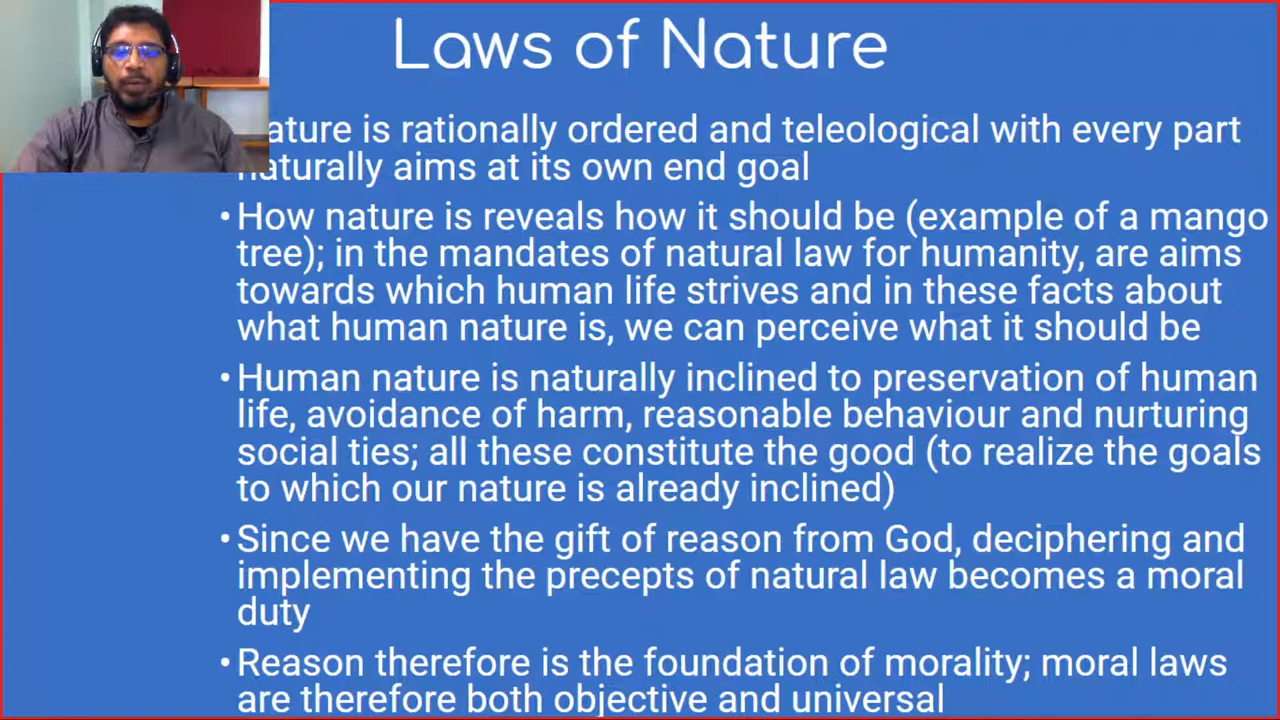 Laws of Nature
ature is rationally ordered and teleological with every part
naturally aims at its own end goal
•How nature is reveals how it should be (example of a mango
tree); in the mandates of natural law for humanity, are aims
towards which human life strives and in these facts about
what human nature is, we can perceive what it should be
•Human nature is naturally inclined to preservation of human
life, avoidance of harm, reasonable behaviour and nurturing
social ties; all these constitute the good (to realize the goals
to which our nature is already inclined)
•Since we have the gift of reason from God, deciphering and
implementing the precepts of natural law becomes a moral
duty
•Reason therefore is the foundation of morality; moral laws
are therefore both objective and universal